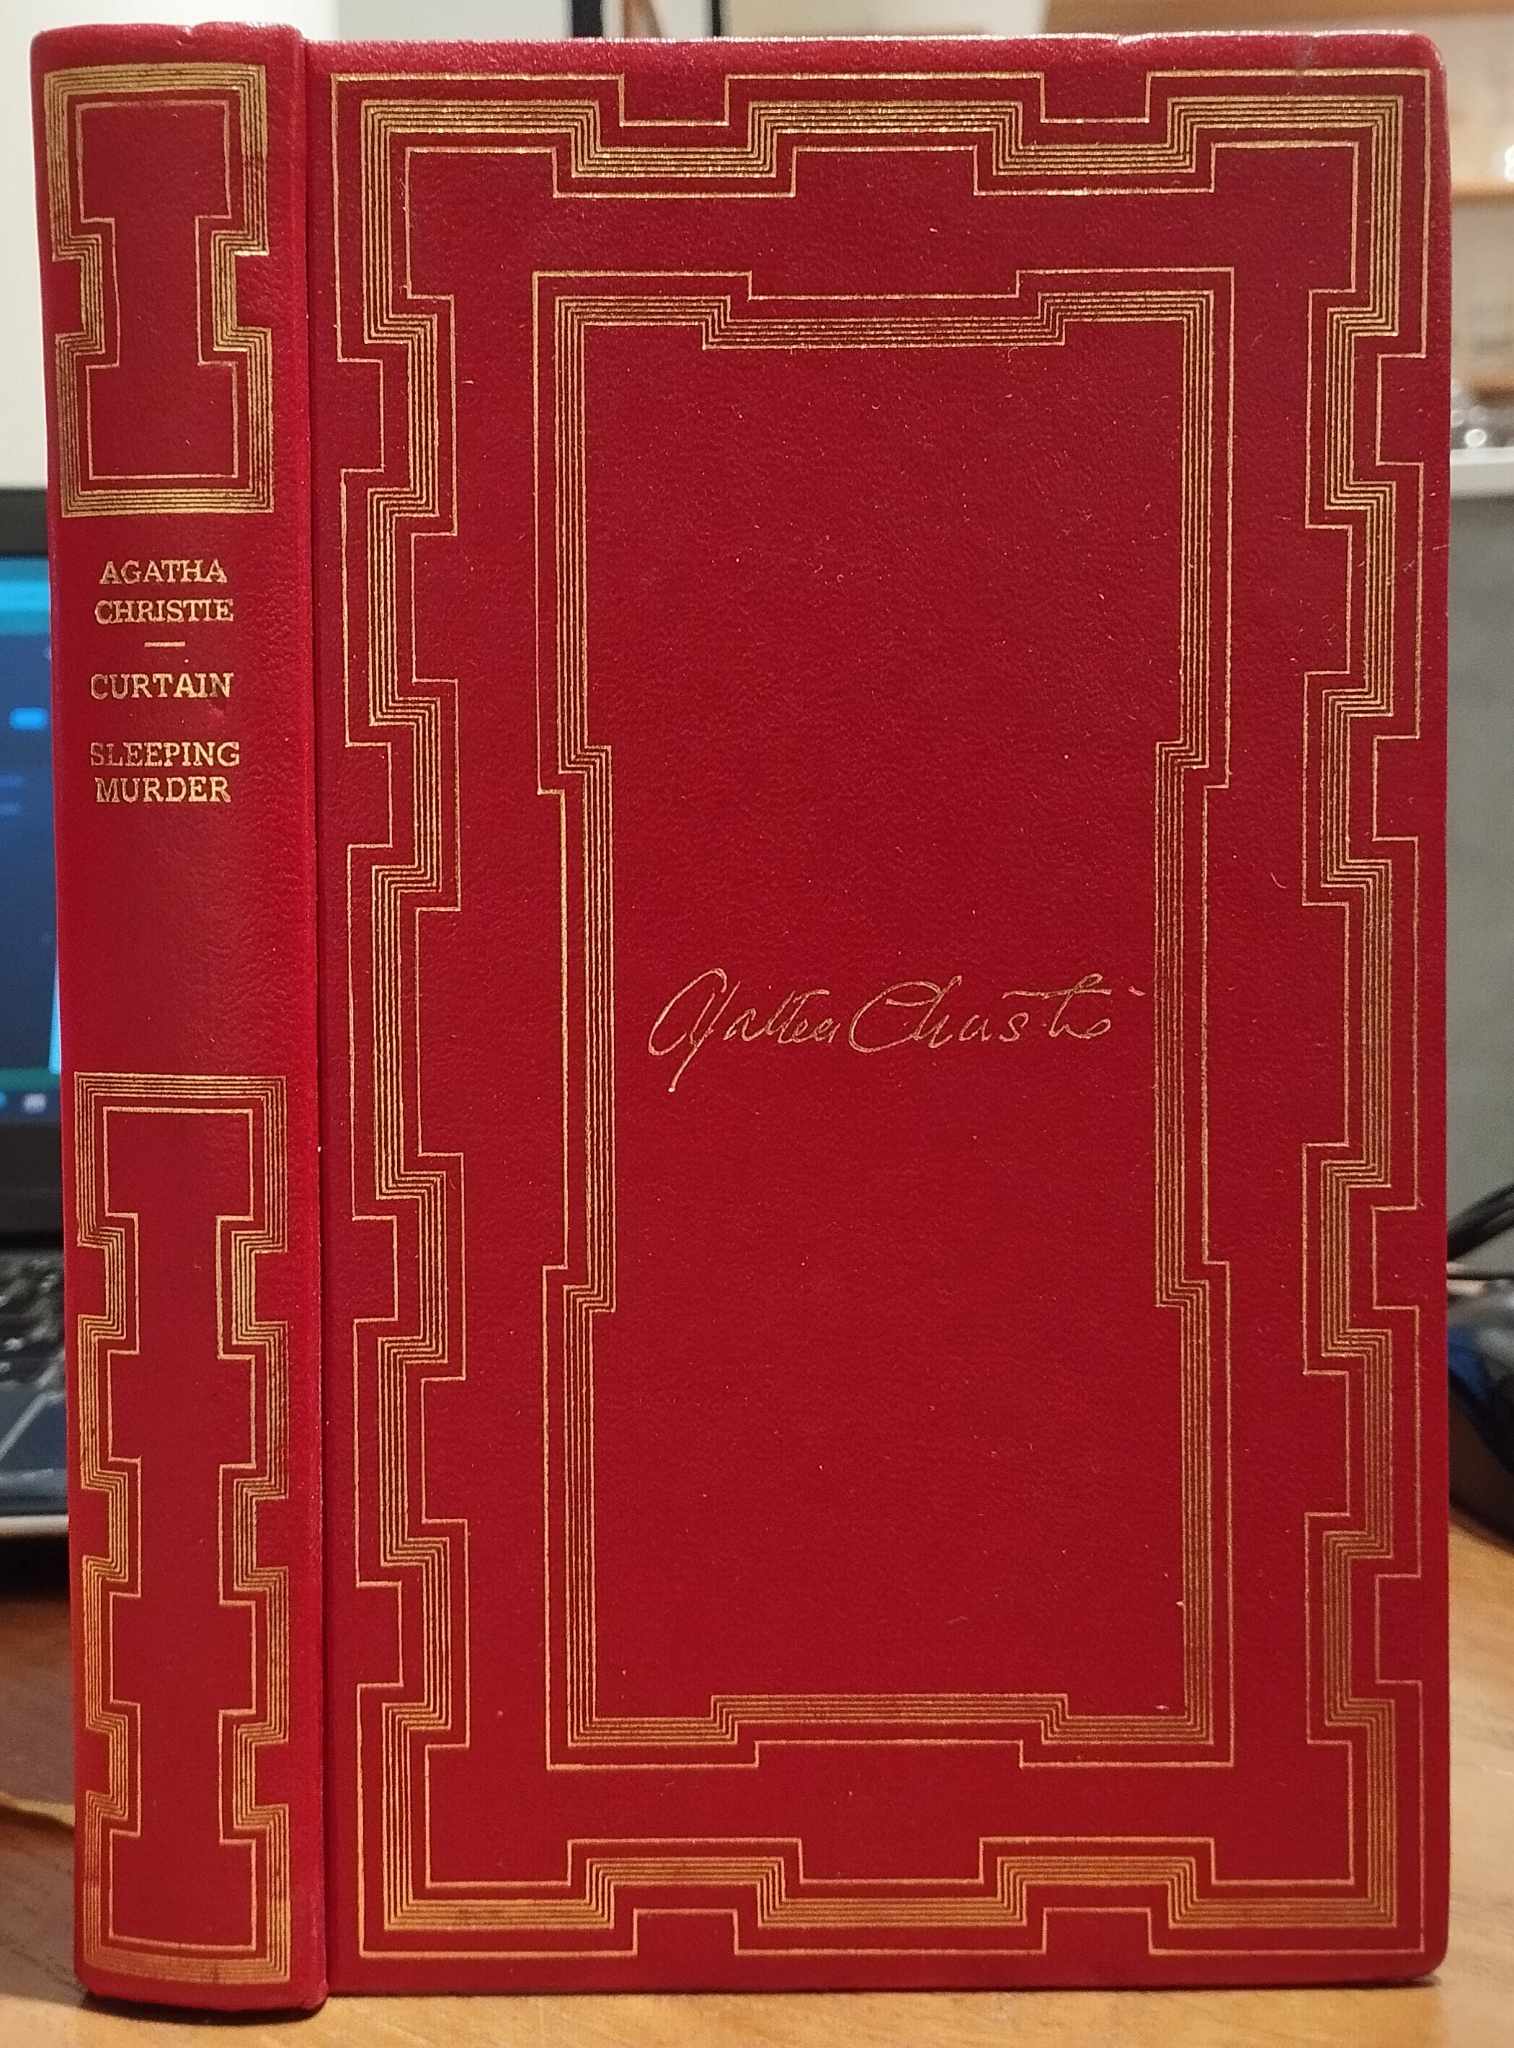 AGATHA
CHRISTIE
CURTAIN
SLEEPING
MURDER
Agatha Christie